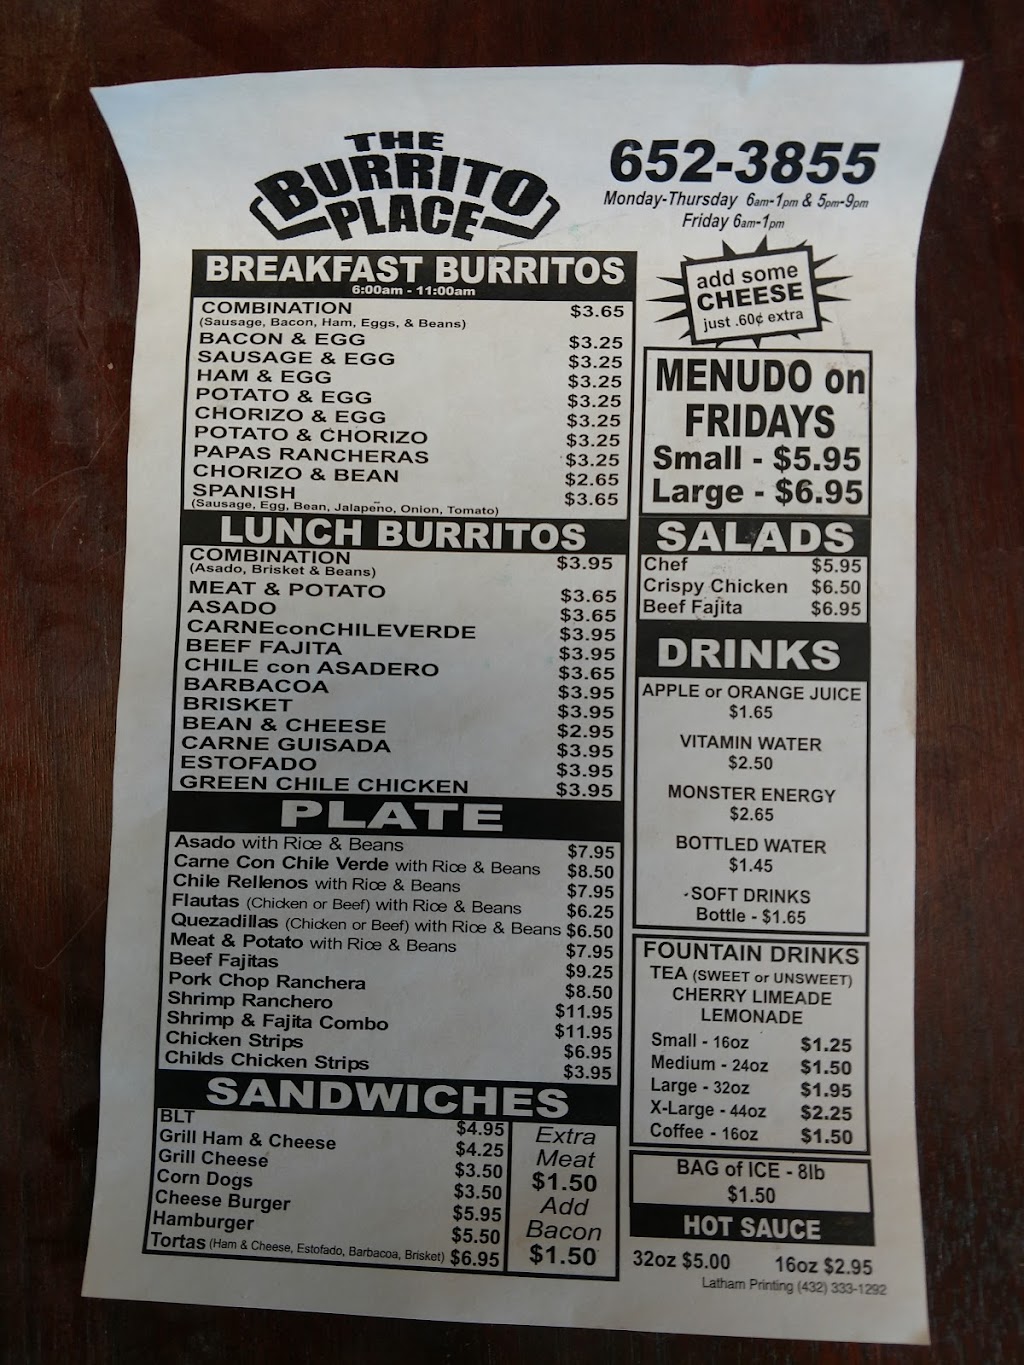 THE
BURRITO
PLACE
652-3855
Monday-Thursday 6am-1pm & 5pm-9pm
Friday 6am-1pm
BREAKFAST BURRITOS
6:00am - 11:00am
COMBINATION $3.65
(Sausage, Bacon, Ham, Eggs, & Beans)
BACON & EGG $3.25
SAUSAGE & EGG $3.25
HAM & EGG $3.25
POTATO & EGG $3.25
CHORIZO & EGG $3.25
POTATO & CHORIZO $3.25
PAPAS RANCHERAS $3.25
CHORIZO & BEAN $2.65
SPANISH $3.65
(Sausage, Egg, Bean, Jalapeño, Onion, Tomato)
LUNCH BURRITOS
COMBINATION $3.95
(Asado, Brisket & Beans)
MEAT & POTATO $3.65
ASADO $3.65
CARNEconCHILEVERDE $3.95
BEEF FAJITA $3.95
CHILE con ASADERO $3.65
BARBACOA $3.95
BRISKET $3.95
BEAN & CHEESE $2.95
CARNE GUISADA $3.95
ESTOFADO $3.95
GREEN CHILE CHICKEN $3.95
PLATE
Asado with Rice & Beans $7.95
Carne Con Chile Verde with Rice & Beans $8.50
Chile Rellenos with Rice & Beans $7.95
Flautas (Chicken or Beef) with Rice & Beans $6.25
Quezadillas (Chicken or Beef) with Rice & Beans $6.50
Meat & Potato with Rice & Beans $7.95
Beef Fajitas $9.25
Pork Chop Ranchera $8.50
Shrimp Ranchero $11.95
Shrimp & Fajita Combo $11.95
Chicken Strips $6.95
Childs Chicken Strips $3.95
SANDWICHES
BLT $4.95
Grill Ham & Cheese $4.25
Grill Cheese $3.50
Corn Dogs $3.50
Cheese Burger $5.95
Hamburger $5.50
Tortas (Ham & Cheese, Estofado, Barbacoa, Brisket) $6.95
Extra
Meat
$1.50
Add
Bacon
$1.50
add some
CHEESE
just .60¢ extra
MENUDO on
FRIDAYS
Small - $5.95
Large - $6.95
SALADS
Chef $5.95
Crispy Chicken $6.50
Beef Fajita $6.95
DRINKS
APPLE or ORANGE JUICE
$1.65
VITAMIN WATER
$2.50
MONSTER ENERGY
$2.65
BOTTLED WATER
$1.45
SOFT DRINKS
Bottle - $1.65
FOUNTAIN DRINKS
TEA (SWEET or UNSWEET)
CHERRY LIMEADE
LEMONADE
Small - 16oz $1.25
Medium - 24oz $1.50
Large - 32oz $1.95
X-Large - 44oz $2.25
Coffee - 16oz $1.50
BAG of ICE - 8lb
$1.50
HOT SAUCE
32oz $5.00 16oz $2.95
Latham Printing (432) 333-1292